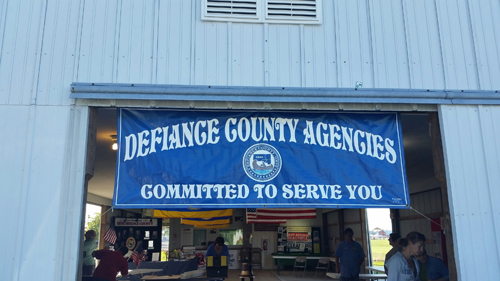 DEFIANCE COUNTY AGENCIES
COMMITTED TO SERVE YOU